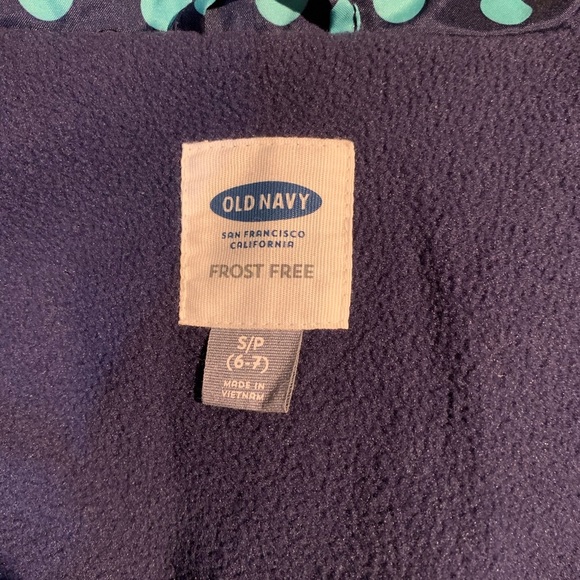 OLD NAVY
SAN FRANCISCO
CALIFORNIA
FROST FREE
S/P
(6-7)
MADE IN
VIETNAM